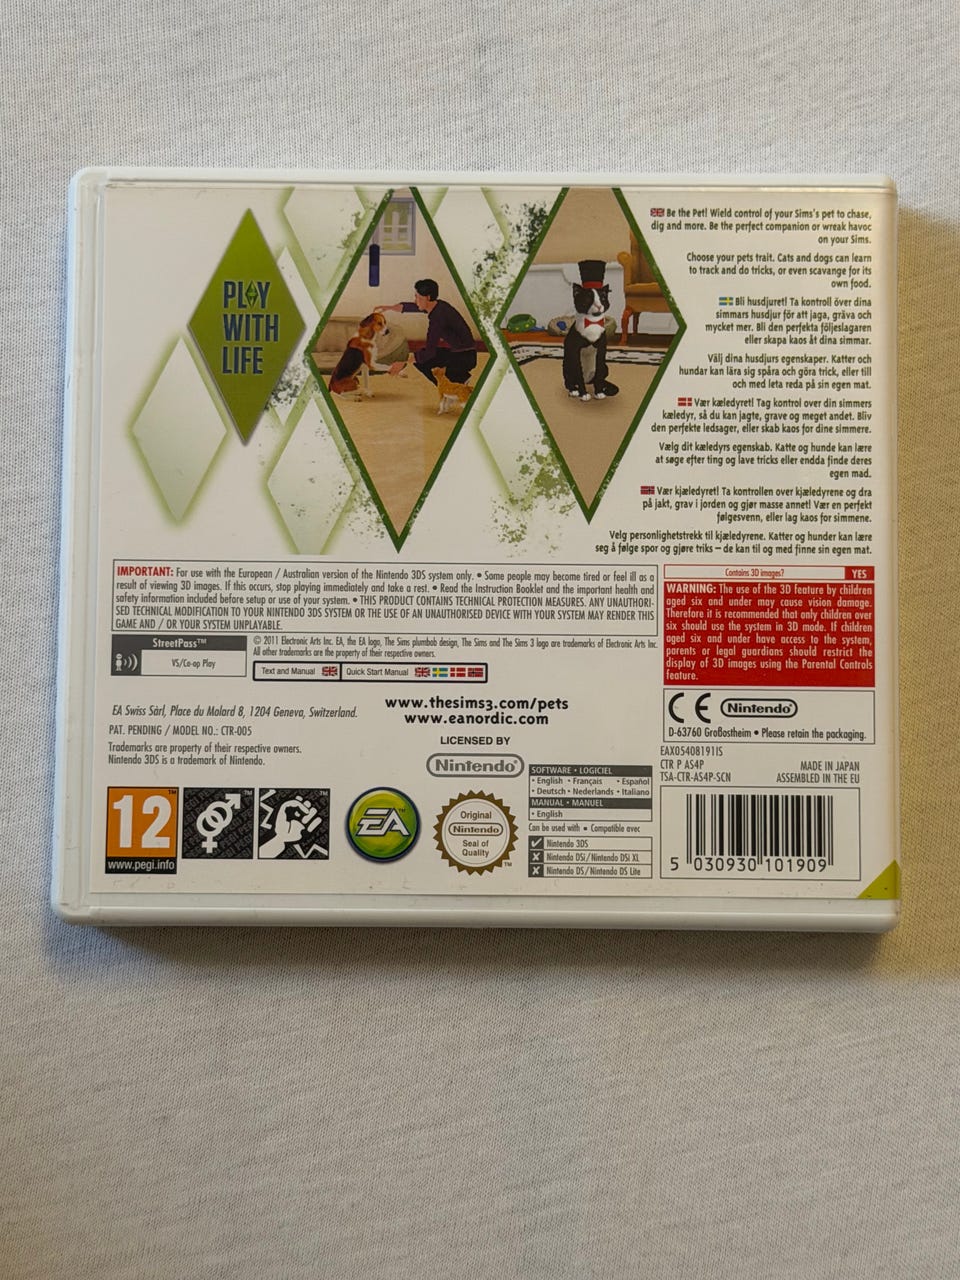 PLAY
WITH
LIFE
Be the Pet! Wield control of your Sims's pet to chase,
dig and more. Be the perfect companion or wreak havoc
on your Sims.
Choose your pets trait. Cats and dogs can learn
to track and do tricks, or even scavange for its
own food.
Bli husdjuret! Ta kontroll över dina
simmars husdjur för att jaga, gräva och
mycket mer. Bli den perfekta följeslagaren
eller skapa kaos åt dina simmar.
Välj dina husdjurs egenskaper. Katter och
hundar kan lära sig spåra och göra trick, eller till
och med leta reda på sin egen mat.
Vær kæledyret! Tag kontrol over din simmers
kæledyr, så du kan jagte, grave og meget andet. Bliv
den perfekte ledsager, eller skab kaos for dine simmere.
Vælg dit kæledyrs egenskab. Katte og hunde kan lære
at søge efter ting og lave tricks eller endda finde deres
egen mad.
Vær kjæledyret! Ta kontrollen over kjæledyrene og dra
på jakt, grav i jorden og gjør masse annet! Vær en perfekt
følgesvenn, eller lag kaos for simmene.
Velg personlighetstrekk til kjæledyrene. Katter og hunder kan lære
seg å følge spor og gjøre triks – de kan til og med finne sin egen mat.
IMPORTANT: For use with the European / Australian version of the Nintendo 3DS system only. • Some people may become tired or feel ill as a
result of viewing 3D images. If this occurs, stop playing immediately and take a rest. • Read the Instruction Booklet and the important health and
safety information included before setup or use of your system. • THIS PRODUCT CONTAINS TECHNICAL PROTECTION MEASURES. ANY UNAUTHORI-
SED TECHNICAL MODIFICATION TO YOUR NINTENDO 3DS SYSTEM OR THE USE OF AN UNAUTHORISED DEVICE WITH YOUR SYSTEM MAY RENDER THIS
GAME AND / OR YOUR SYSTEM UNPLAYABLE.
Contains 3D images? YES
WARNING: The use of the 3D feature by children
aged six and under may cause vision damage.
Therefore it is recommended that only children over
six should use the system in 3D mode. If children
aged six and under have access to the system,
parents or legal guardians should restrict the
display of 3D images using the Parental Controls
feature.
StreetPass™
VS/Co-op Play
© 2011 Electronic Arts Inc. EA, the EA logo, The Sims plumbob design, The Sims and The Sims 3 logo are trademarks of Electronic Arts Inc.
All other trademarks are the property of their respective owners.
Text and Manual Quick Start Manual
www.thesims3.com/pets
www.eanordic.com
EA Swiss Sàrl, Place du Molard 8, 1204 Geneva, Switzerland.
PAT. PENDING / MODEL NO.: CTR-005
Trademarks are property of their respective owners.
Nintendo 3DS is a trademark of Nintendo.
LICENSED BY
Nintendo®
CE Nintendo
D-63760 Großostheim • Please retain the packaging.
EAX05408191IS
CTR P AS4P
TSA-CTR-AS4P-SCN
MADE IN JAPAN
ASSEMBLED IN THE EU
SOFTWARE • LOGICIEL
• English • Français • Español
• Deutsch • Nederlands • Italiano
MANUAL • MANUEL
• English
Can be used with • Compatible avec
Nintendo 3DS
Nintendo DSi/Nintendo DSi XL
Nintendo DS/Nintendo DS Lite
12
www.pegi.info
EA™
Original
Nintendo
Seal of
Quality
™
5 030930 101909